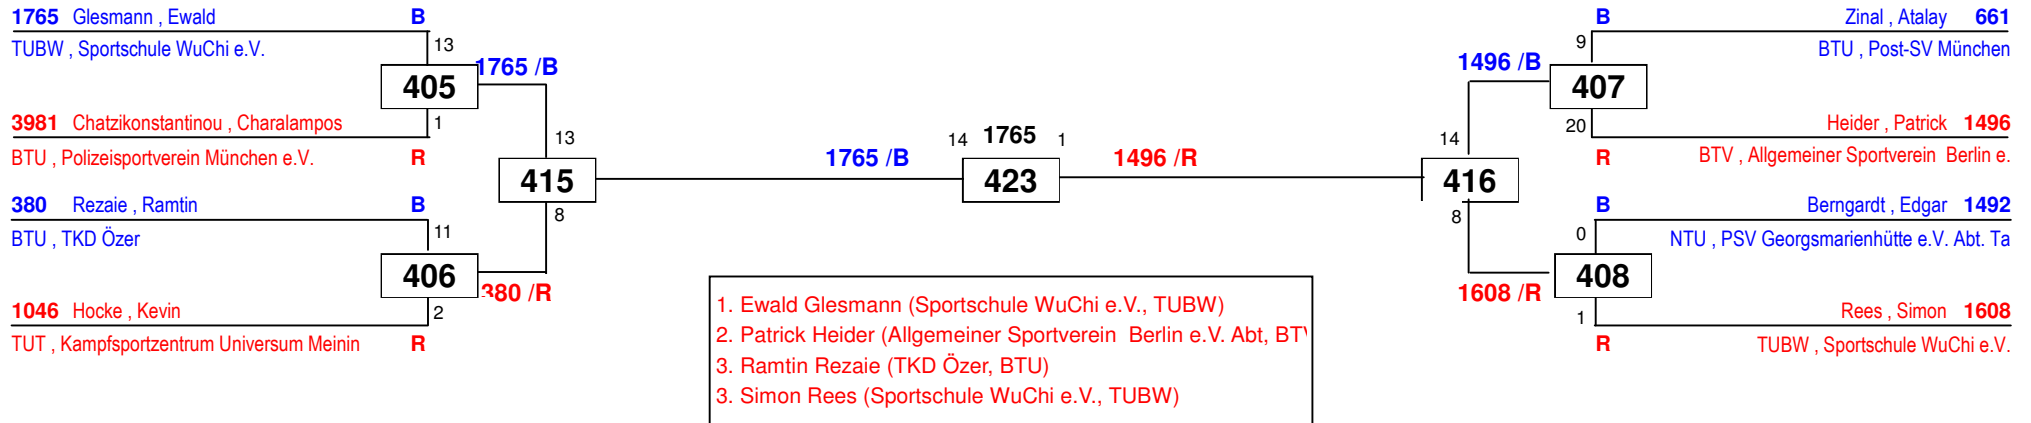 1765 Glesmann , Ewald B
TUBW , Sportschule WuChi e.V.
13
405
1765 /B
3981 Chatzikonstantinou , Charalampos
1
BTU , Polizeisportverein München e.V. R
380 Rezaie , Ramtin B
BTU , TKD Özer
11
406
380 /R
1046 Hocke , Kevin
2
TUT , Kampfsportzentrum Universum Meinin R
13
415
8
1765 /B
14 1765 1
423
1496 /R
14
416
8
1496 /B
1608 /R
B Zinal , Atalay 661
9
BTU , Post-SV München
407
20
Heider , Patrick 1496
R BTV , Allgemeiner Sportverein Berlin e.
B Berngardt , Edgar 1492
0
NTU , PSV Georgsmarienhütte e.V. Abt. Ta
408
1
Rees , Simon 1608
R TUBW , Sportschule WuChi e.V.
1. Ewald Glesmann (Sportschule WuChi e.V., TUBW)
2. Patrick Heider (Allgemeiner Sportverein Berlin e.V. Abt, BTV
3. Ramtin Rezaie (TKD Özer, BTU)
3. Simon Rees (Sportschule WuChi e.V., TUBW)